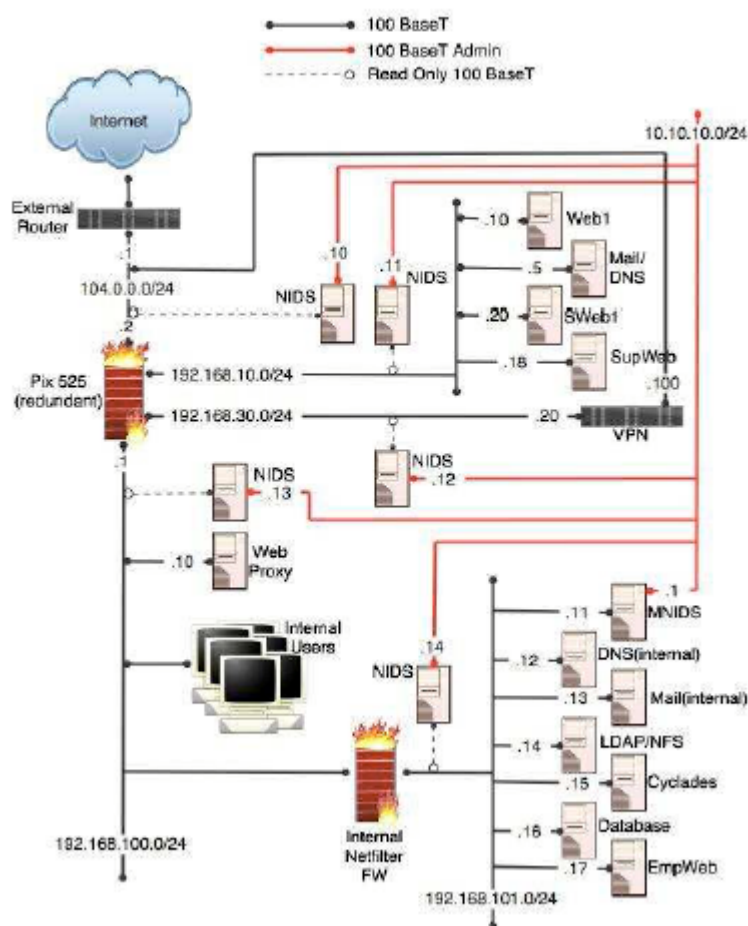 100 BaseT
100 BaseT Admin
Read Only 100 BaseT
Internet
10.10.10.0/24
External
Router
.1
104.0.0.0/24
.2
NIDS
.10
.11
NIDS
.10
Web1
.5
Mail/
DNS
.20
SWeb1
.18
SupWeb
Pix 525
(redundant)
192.168.10.0/24
192.168.30.0/24
.20
.100
VPN
.1
NIDS
.13
NIDS
.12
.10
Web
Proxy
Internal
Users
.14
NIDS
.1
.11
MNIDS
.12
DNS(internal)
.13
Mail(internal)
.14
LDAP/NFS
.15
Cyclades
.16
Database
.17
EmpWeb
Internal
Netfilter
FW
192.168.100.0/24
192.168.101.0/24